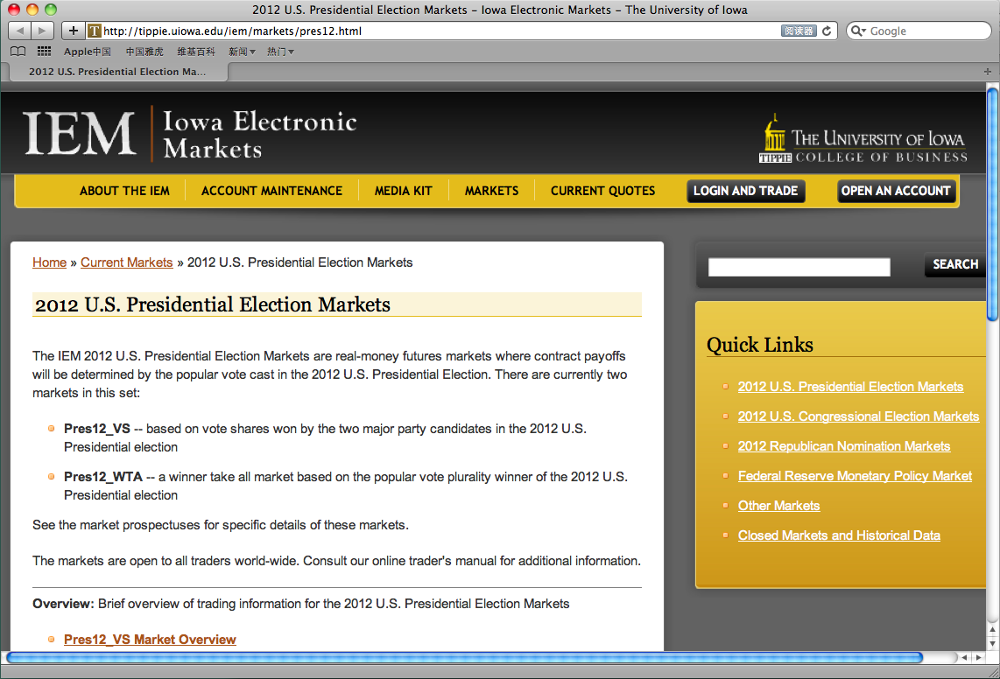 2012 U.S. Presidential Election Markets – Iowa Electronic Markets – The University of Iowa
http://tippie.uiowa.edu/iem/markets/pres12.html
阅读器
Google
Apple中国
中国雅虎
维基百科
新闻
热门
2012 U.S. Presidential Election Ma...
IEM
Iowa Electronic
Markets
THE UNIVERSITY OF IOWA
TIPPIE COLLEGE OF BUSINESS
ABOUT THE IEM
ACCOUNT MAINTENANCE
MEDIA KIT
MARKETS
CURRENT QUOTES
LOGIN AND TRADE
OPEN AN ACCOUNT
Home » Current Markets » 2012 U.S. Presidential Election Markets
2012 U.S. Presidential Election Markets
The IEM 2012 U.S. Presidential Election Markets are real-money futures markets where contract payoffs
will be determined by the popular vote cast in the 2012 U.S. Presidential Election. There are currently two
markets in this set:
Pres12_VS -- based on vote shares won by the two major party candidates in the 2012 U.S.
Presidential election
Pres12_WTA -- a winner take all market based on the popular vote plurality winner of the 2012 U.S.
Presidential election
See the market prospectuses for specific details of these markets.
The markets are open to all traders world-wide. Consult our online trader's manual for additional information.
Overview: Brief overview of trading information for the 2012 U.S. Presidential Election Markets
Pres12_VS Market Overview
SEARCH
Quick Links
2012 U.S. Presidential Election Markets
2012 U.S. Congressional Election Markets
2012 Republican Nomination Markets
Federal Reserve Monetary Policy Market
Other Markets
Closed Markets and Historical Data